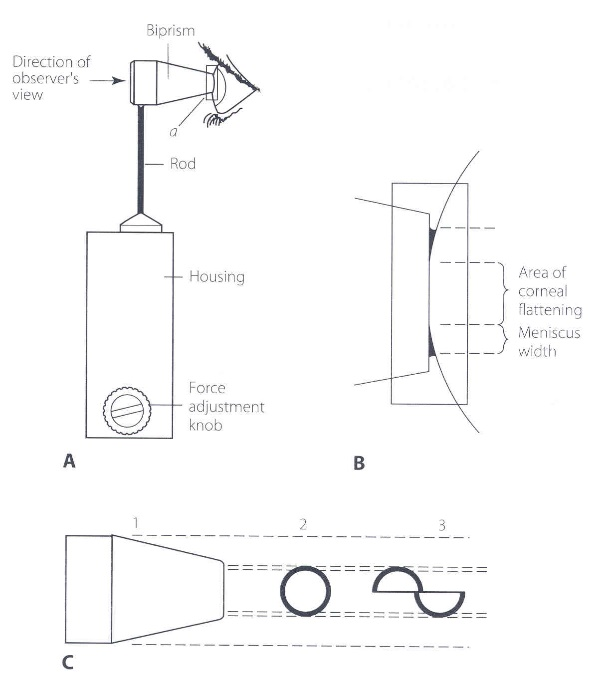 Biprism
Direction of
observer's
view
a
Rod
Housing
Force
adjustment
knob
A
Area of
corneal
flattening
Meniscus
width
B
1
2
3
C